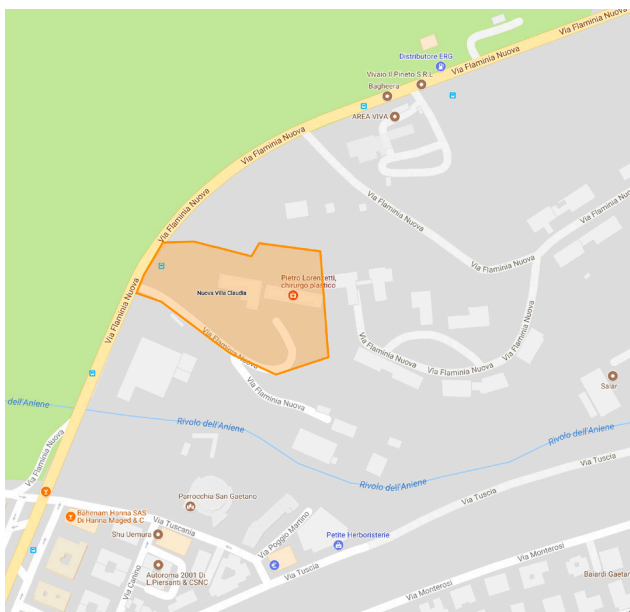 Via Flaminia Nuova
Distributore ERG
Vivaio Il Pineto S.R.L
Bagheera
AREA VIVA
Via Flaminia Nuova
Via Flaminia Nuova
Via Flaminia Nuova
Via Flaminia Nuova
Via Flaminia Nuova
Via Flaminia Nuova
Pietro Lorenzetti,
chirurgo plastico
Nuova Villa Claudia
Via Flaminia Nuova
Via Flaminia Nuova
Via Flaminia Nuova
Via Flaminia Nuova
Salar
dell'Aniene
Rivolo dell'Aniene
Rivolo dell'Aniene
Rivolo dell'Aniene
Via Flaminia Nuova
Via Tuscia
Parrocchia San Gaetano
Bahenam Hanna SAS
Di Hanna Maged & C
Via Tuscania
Shu Uemura
Via Poggio Martino
Petite Herboristerie
Via Canino
Autoroma 2001 Di
L.Piersanti & CSNC
Via Tuscia
Via Monterosi
Via Monterosi
Baiardi Gaetar